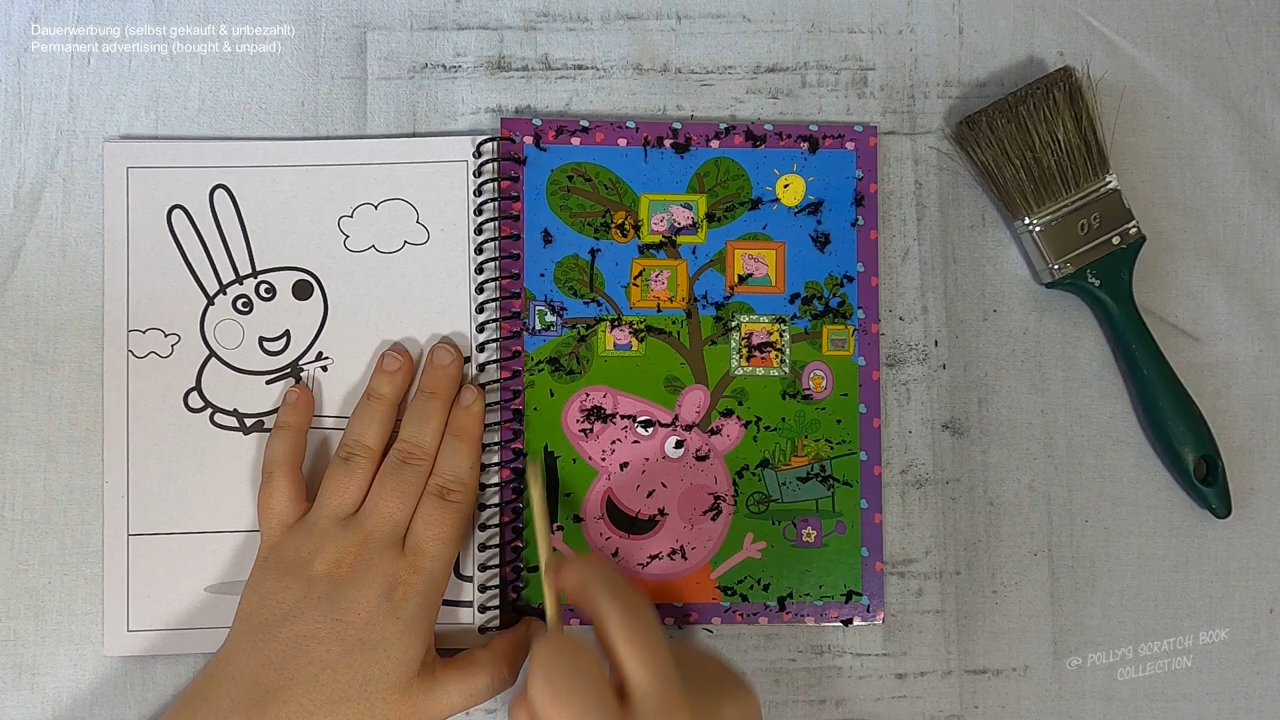 Dauerwerbung (selbst gekauft & unbezahlt)
Permanent advertising (bought & unpaid)
50
@ POLLY'S SCRATCH BOOK
COLLECTION